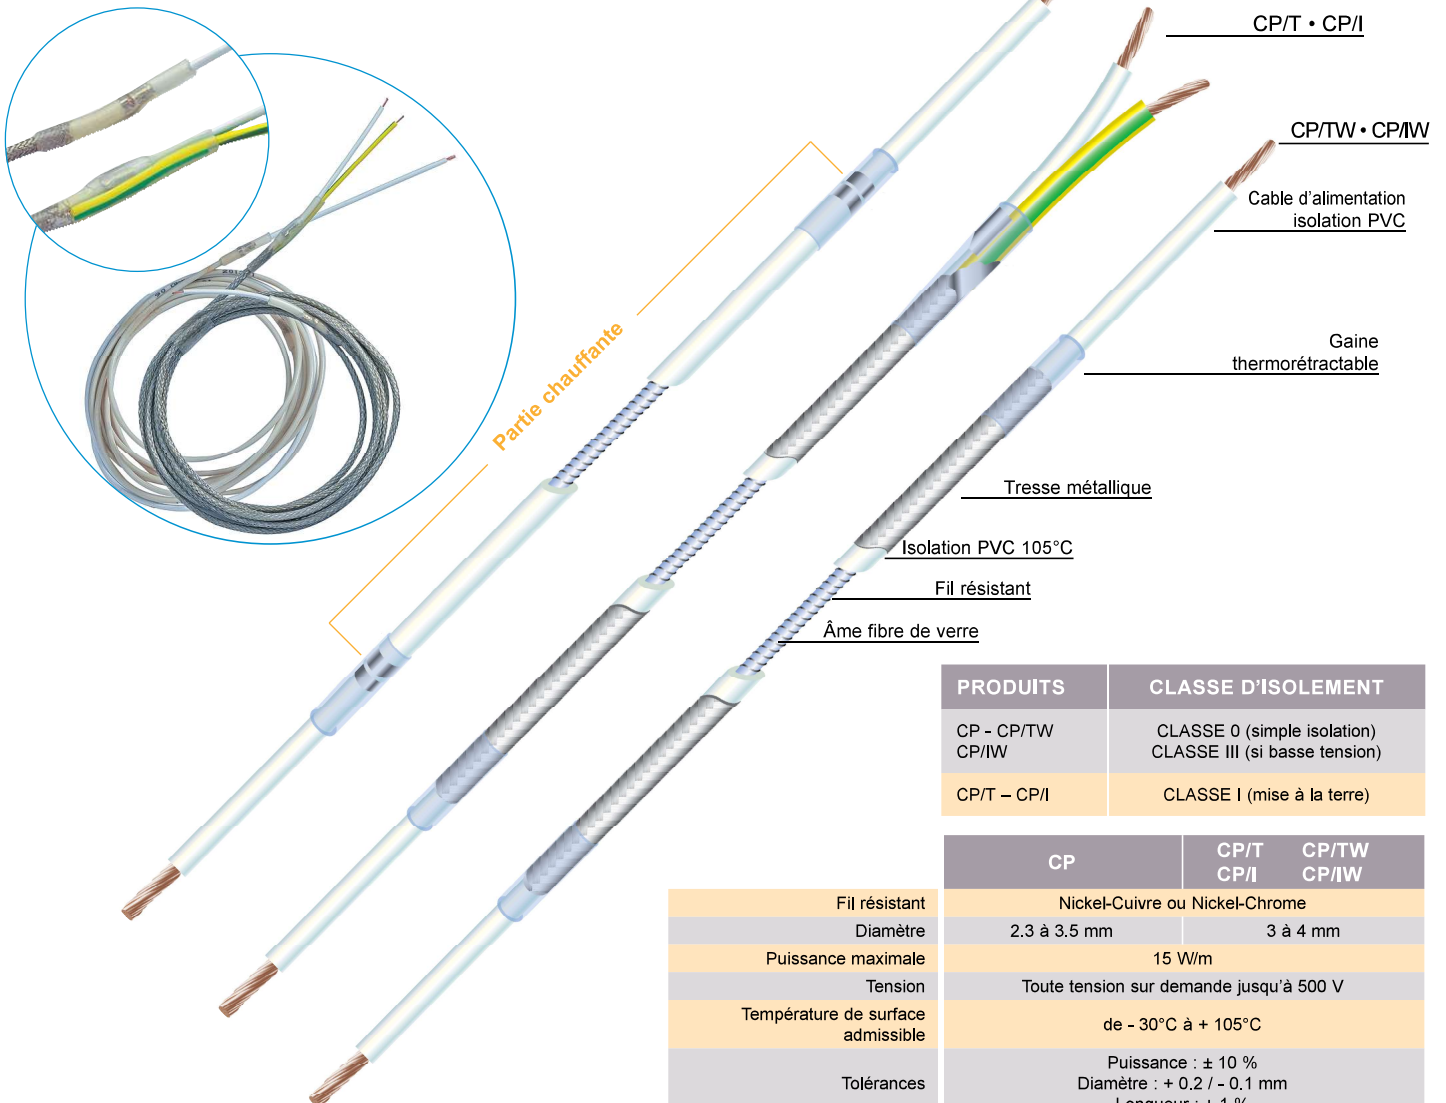 CP/T • CP/I
CP/TW • CP/IW
Cable d'alimentation
isolation PVC
Gaine
thermorétractable
Partie chauffante
Tresse métallique
Isolation PVC 105°C
Fil résistant
Âme fibre de verre
PRODUITS CLASSE D'ISOLEMENT
CP - CP/TW CLASSE 0 (simple isolation)
CP/IW CLASSE III (si basse tension)
CP/T – CP/I CLASSE I (mise à la terre)
CP CP/T CP/TW
CP/I CP/IW
Fil résistant Nickel-Cuivre ou Nickel-Chrome
Diamètre 2.3 à 3.5 mm 3 à 4 mm
Puissance maximale 15 W/m
Tension Toute tension sur demande jusqu'à 500 V
Température de surface
admissible de - 30°C à + 105°C
Puissance : ± 10 %
Tolérances Diamètre : + 0.2 / - 0.1 mm
Longueur : ± 1 %